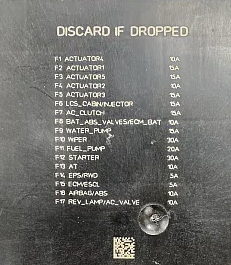 DISCARD IF DROPPED
F1 ACTUATOR4 10A
F2 ACTUATOR1 15A
F3 ACTUATOR5 15A
F4 ACTUATOR2 10A
F5 ACTUATOR3 15A
F6 LCS_CABIN/INJECTOR 15A
F7 AC_CLUTCH 15A
F8 BAT_ABS_VALVES/ECM_BAT 10A
F9 WATER_PUMP 15A
F10 WIPER 30A
F11 FUEL_PUMP 20A
F12 STARTER 30A
F13 AT 10A
F14 EPS/RWD 5A
F15 ECM/ESCL 5A
F16 AIRBAG/ABS 10A
F17 REV_LAMP/AC_VALVE 10A